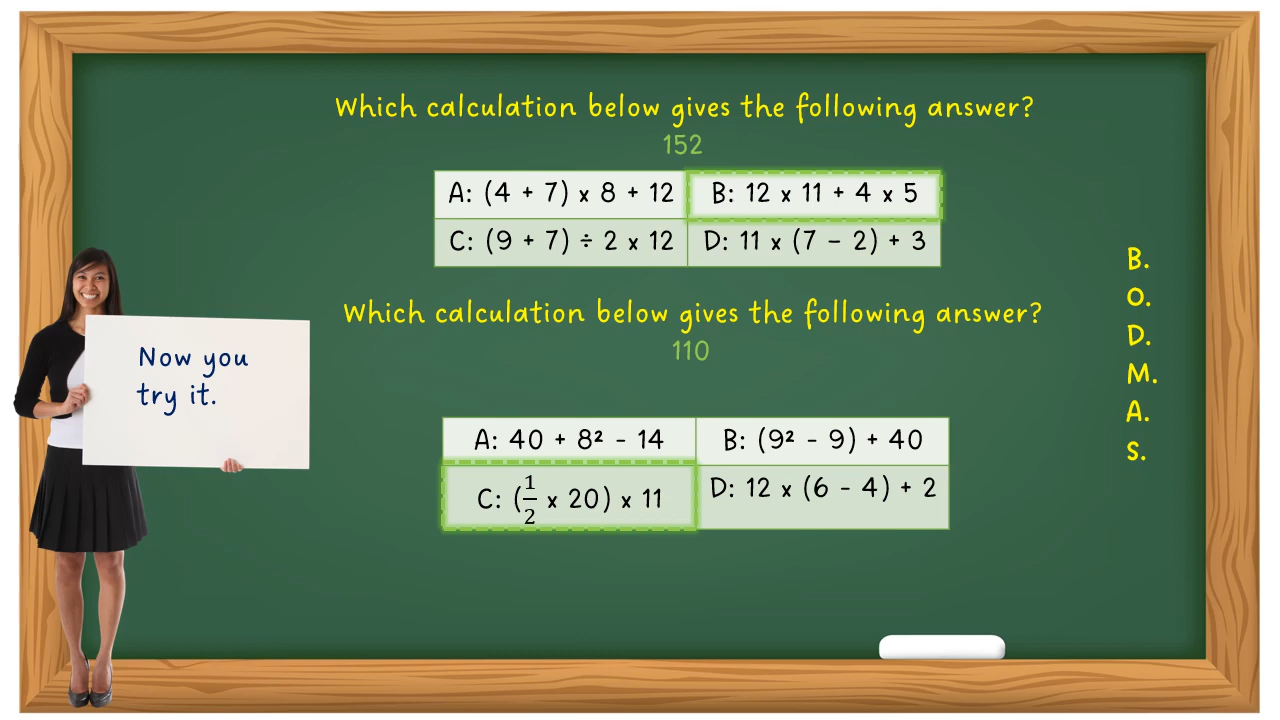 Which calculation below gives the following answer?
152
A: (4 + 7) x 8 + 12
B: 12 x 11 + 4 x 5
C: (9 + 7) ÷ 2 x 12
D: 11 x (7 – 2) + 3
B.
O.
D.
M.
A.
S.
Which calculation below gives the following answer?
110
Now you
try it.
A: 40 + 8² - 14
B: (9² - 9) + 40
C: (1/2 x 20) x 11
D: 12 x (6 - 4) + 2